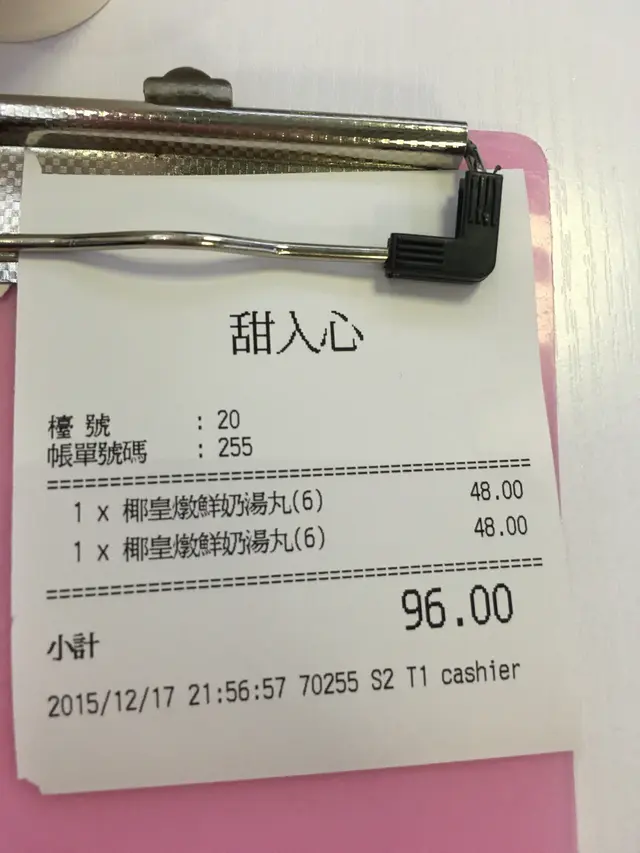 甜入心
檯號 : 20
帳單號碼 : 255
1 x 椰皇燉鮮奶湯丸(6) 48.00
1 x 椰皇燉鮮奶湯丸(6) 48.00
小計 96.00
2015/12/17 21:56:57 70255 S2 T1 cashier